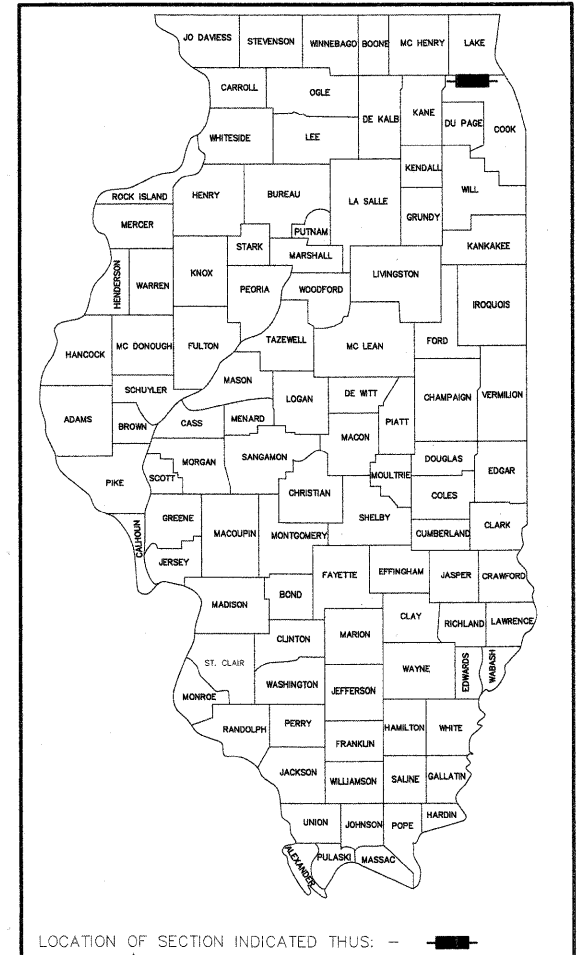 JO DAVIESS
STEVENSON
WINNEBAGO
BOONE
MC HENRY
LAKE
CARROLL
OGLE
DE KALB
KANE
DU PAGE
COOK
WHITESIDE
LEE
KENDALL
WILL
ROCK ISLAND
HENRY
BUREAU
LA SALLE
GRUNDY
MERCER
PUTNAM
STARK
MARSHALL
KANKAKEE
HENDERSON
WARREN
KNOX
PEORIA
WOODFORD
LIVINGSTON
IROQUOIS
HANCOCK
MC DONOUGH
FULTON
TAZEWELL
MC LEAN
FORD
SCHUYLER
MASON
LOGAN
DE WITT
CHAMPAIGN
VERMILION
ADAMS
BROWN
CASS
MENARD
PIATT
MACON
MORGAN
SANGAMON
DOUGLAS
EDGAR
PIKE
SCOTT
MOULTRIE
CHRISTIAN
COLES
CALHOUN
GREENE
MACOUPIN
MONTGOMERY
SHELBY
CUMBERLAND
CLARK
JERSEY
FAYETTE
EFFINGHAM
JASPER
CRAWFORD
MADISON
BOND
CLAY
RICHLAND
LAWRENCE
CLINTON
MARION
ST. CLAIR
WAYNE
EDWARDS
WABASH
WASHINGTON
JEFFERSON
MONROE
RANDOLPH
PERRY
HAMILTON
WHITE
FRANKLIN
JACKSON
WILLIAMSON
SALINE
GALLATIN
UNION
JOHNSON
POPE
HARDIN
ALEXANDER
PULASKI
MASSAC
LOCATION OF SECTION INDICATED THUS: -